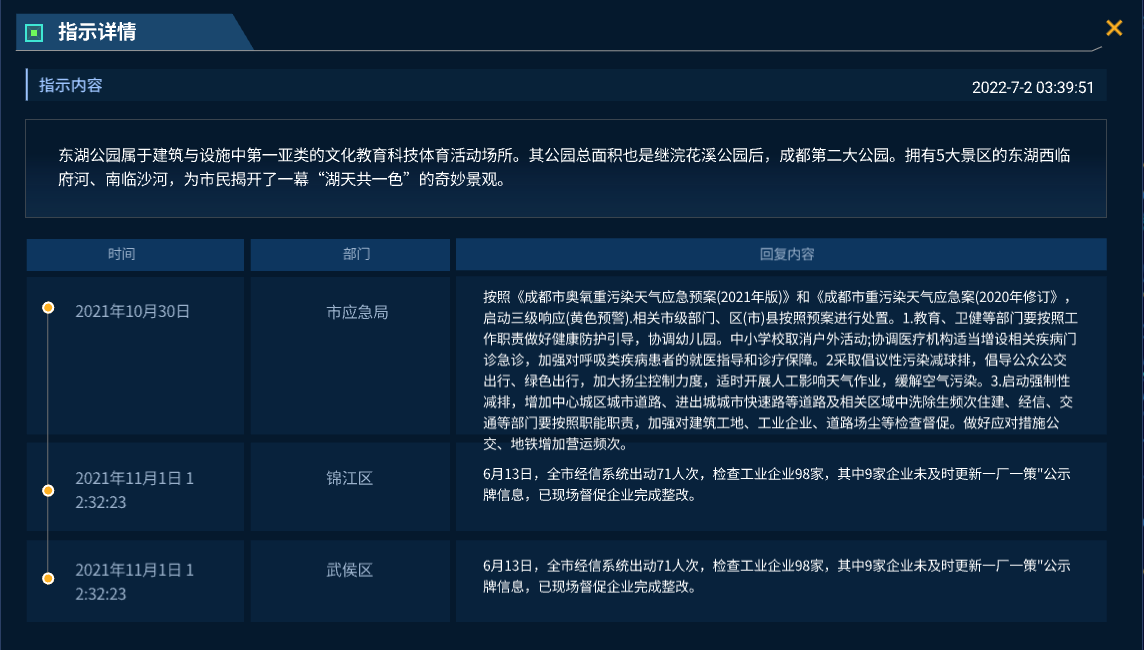 指示详情
指示内容
2022-7-2 03:39:51
东湖公园属于建筑与设施中第一亚类的文化教育科技体育活动场所。其公园总面积也是继浣花溪公园后，成都第二大公园。拥有5大景区的东湖西临
府河、南临沙河，为市民揭开了一幕“湖天共一色”的奇妙景观。
时间
部门
回复内容
2021年10月30日
市应急局
按照《成都市奥氧重污染天气应急预案(2021年版)》和《成都市重污染天气应急案(2020年修订》，
启动三级响应(黄色预警).相关市级部门、区(市)县按照预案进行处置。1.教育、卫健等部门要按照工
作职责做好健康防护引导，协调幼儿园。中小学校取消户外活动;协调医疗机构适当增设相关疾病门
诊急诊，加强对呼吸类疾病患者的就医指导和诊疗保障。2采取倡议性污染减球排，倡导公众公交
出行、绿色出行，加大扬尘控制力度，适时开展人工影响天气作业，缓解空气污染。3.启动强制性
减排，增加中心城区城市道路、进出城城市快速路等道路及相关区域中洗除生频次住建、经信、交
通等部门要按照职能职责，加强对建筑工地、工业企业、道路场尘等检查督促。做好应对措施公
交、地铁增加营运频次。
2021年11月1日 1
2:32:23
锦江区
6月13日，全市经信系统出动71人次，检查工业企业98家，其中9家企业未及时更新一厂一策"公示
牌信息，已现场督促企业完成整改。
2021年11月1日 1
2:32:23
武侯区
6月13日，全市经信系统出动71人次，检查工业企业98家，其中9家企业未及时更新一厂一策"公示
牌信息，已现场督促企业完成整改。